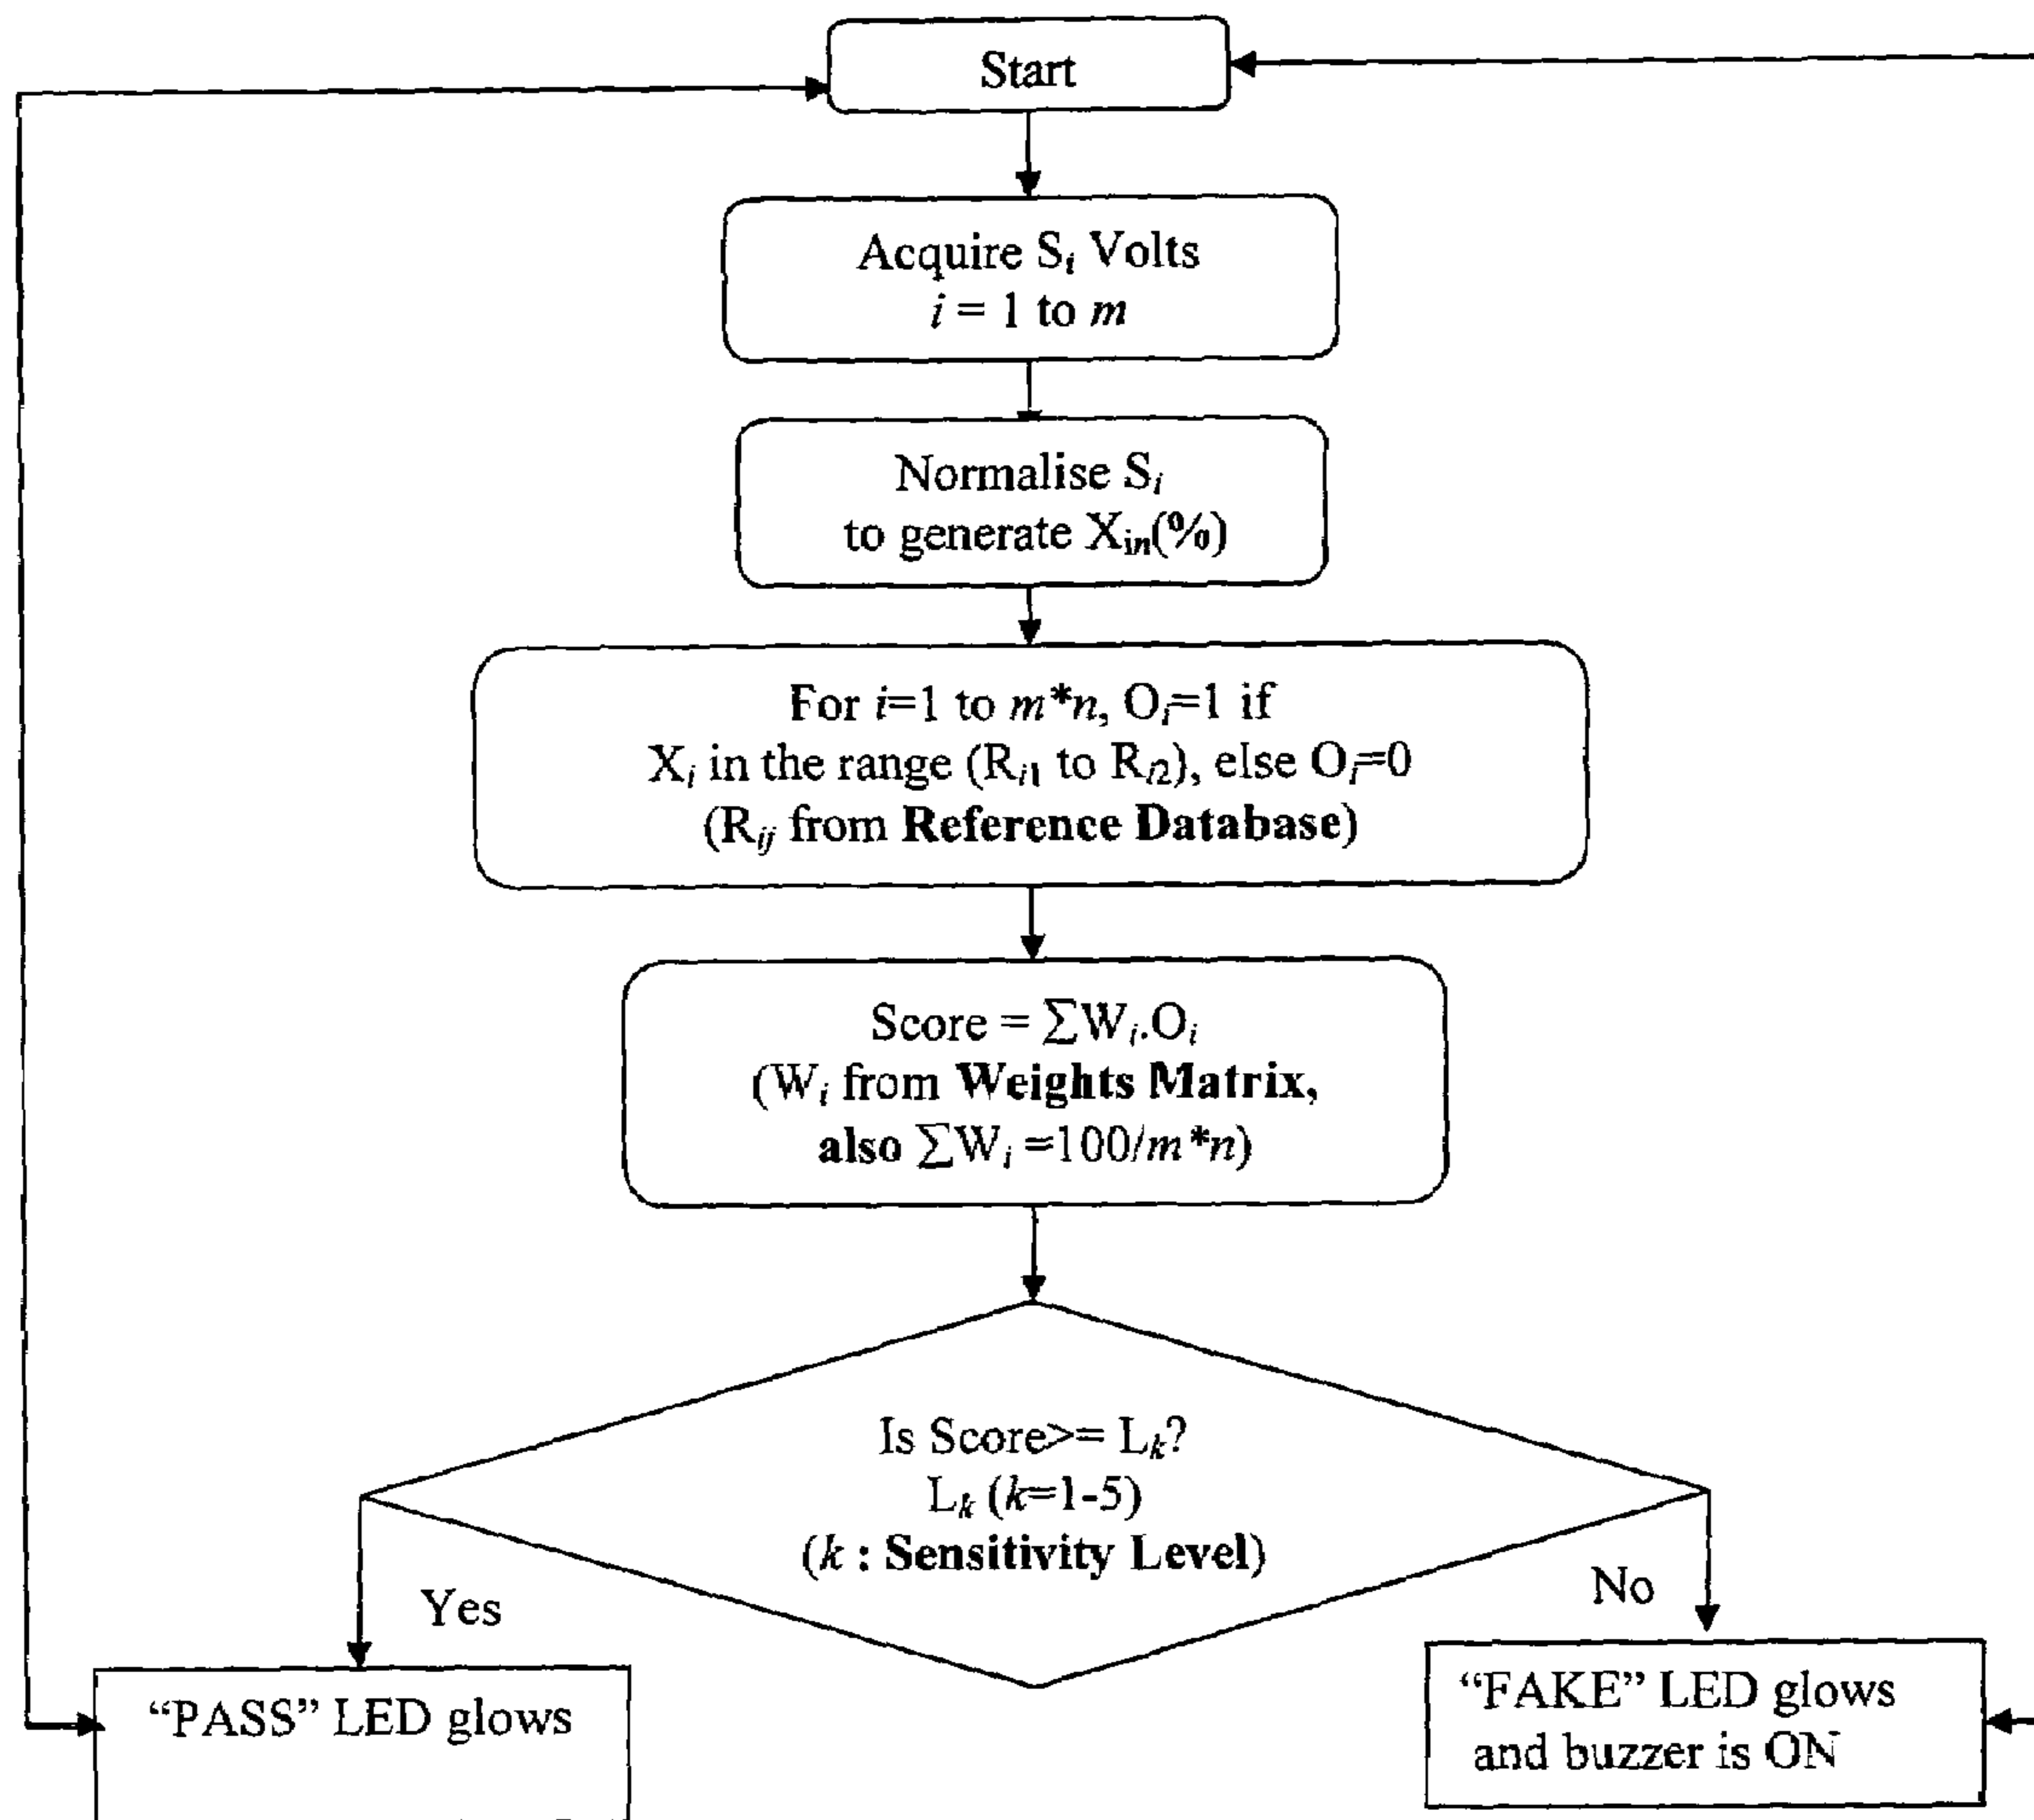 Start
Acquire Sᵢ Volts
i = 1 to m
Normalise Sᵢ
to generate Xᵢₙ(%)
For i=1 to m*n, Oᵢ=1 if
Xᵢ in the range (Rᵢ₁ to Rᵢ₂), else Oᵢ=0
(Rᵢⱼ from Reference Database)
Score = ∑Wᵢ.Oᵢ
(Wᵢ from Weights Matrix,
also ∑Wᵢ =100/m*n)
Is Score>= Lₖ?
Lₖ (k=1-5)
(k : Sensitivity Level)
Yes
No
“PASS” LED glows
“FAKE” LED glows
and buzzer is ON